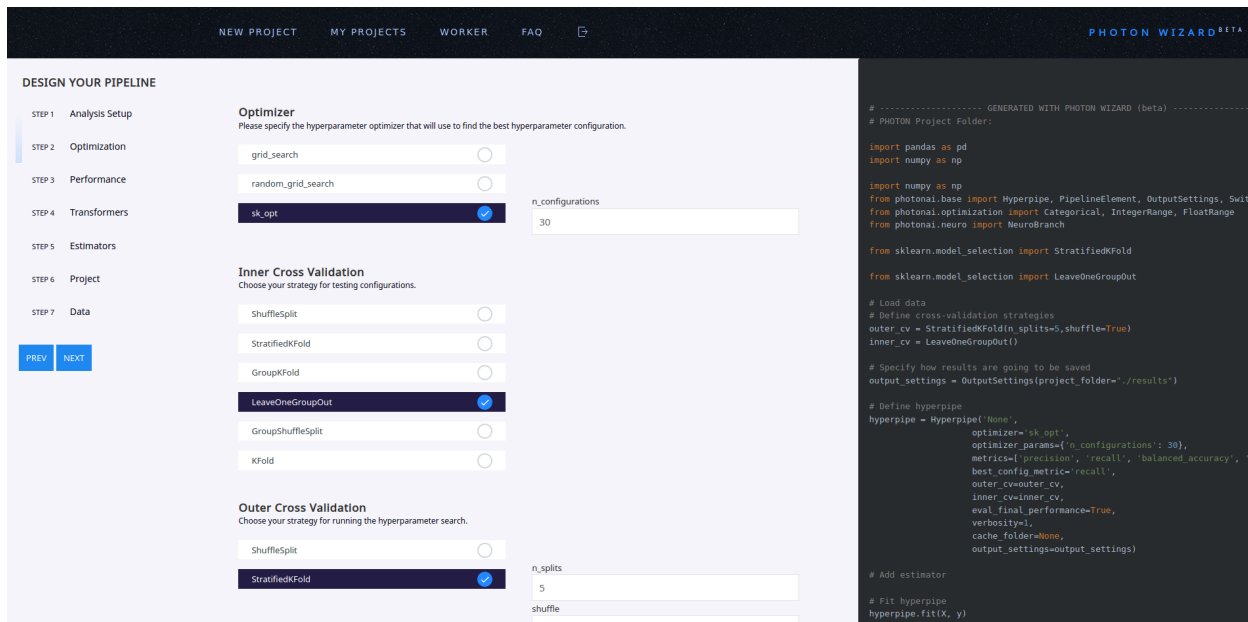 NEW PROJECT MY PROJECTS WORKER FAQ PHOTON WIZARD BETA
DESIGN YOUR PIPELINE
STEP 1 Analysis Setup
STEP 2 Optimization
STEP 3 Performance
STEP 4 Transformers
STEP 5 Estimators
STEP 6 Project
STEP 7 Data
PREV NEXT
Optimizer
Please specify the hyperparameter optimizer that will use to find the best hyperparameter configuration.
grid_search
random_grid_search
sk_opt
n_configurations
30
Inner Cross Validation
Choose your strategy for testing configurations.
ShuffleSplit
StratifiedKFold
GroupKFold
LeaveOneGroupOut
GroupShuffleSplit
KFold
Outer Cross Validation
Choose your strategy for running the hyperparameter search.
ShuffleSplit
StratifiedKFold
n_splits
5
shuffle
# -------------------- GENERATED WITH PHOTON WIZARD (beta) ---------------
# PHOTON Project Folder:
import pandas as pd
import numpy as np
import numpy as np
from photonai.base import Hyperpipe, PipelineElement, OutputSettings, Swit
from photonai.optimization import Categorical, IntegerRange, FloatRange
from photonai.neuro import NeuroBranch
from sklearn.model_selection import StratifiedKFold
from sklearn.model_selection import LeaveOneGroupOut
# Load data
# Define cross-validation strategies
outer_cv = StratifiedKFold(n_splits=5,shuffle=True)
inner_cv = LeaveOneGroupOut()
# Specify how results are going to be saved
output_settings = OutputSettings(project_folder="./results")
# Define hyperpipe
hyperpipe = Hyperpipe('None',
optimizer='sk_opt',
optimizer_params={'n_configurations': 30},
metrics=['precision', 'recall', 'balanced_accuracy', '
best_config_metric='recall',
outer_cv=outer_cv,
inner_cv=inner_cv,
eval_final_performance=True,
verbosity=1,
cache_folder=None,
output_settings=output_settings)
# Add estimator
# Fit hyperpipe
hyperpipe.fit(X, y)